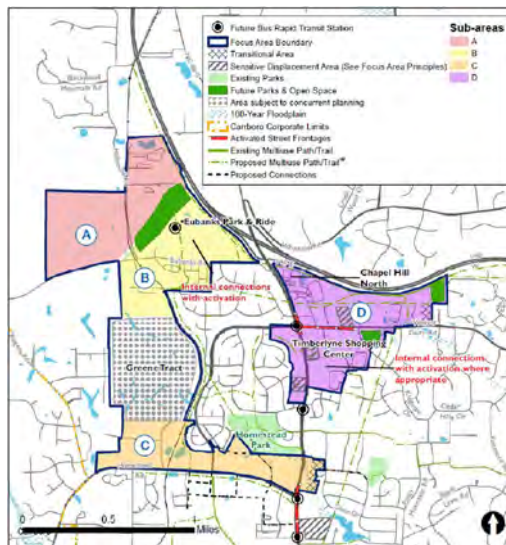 Future Bus Rapid Transit Station
Focus Area Boundary
Transitional Area
Sensitive Displacement Area (See Focus Area Principles)
Existing Parks
Future Parks & Open Space
Area subject to concurrent planning
100-Year Floodplain
Carrboro Corporate Limits
Activated Street Frontages
Existing Multiuse Path/Trail
Proposed Multiuse Path/Trail
Proposed Connections
Sub-areas
A
B
C
D
A
Eubanks Park & Ride
B
Internal connections
with activation
Chapel Hill
North
D
Timberlyne Shopping
Center
Internal connections
with activation where
appropriate
Greene Tract
C
Homestead
Park
0
0.5
1
Miles